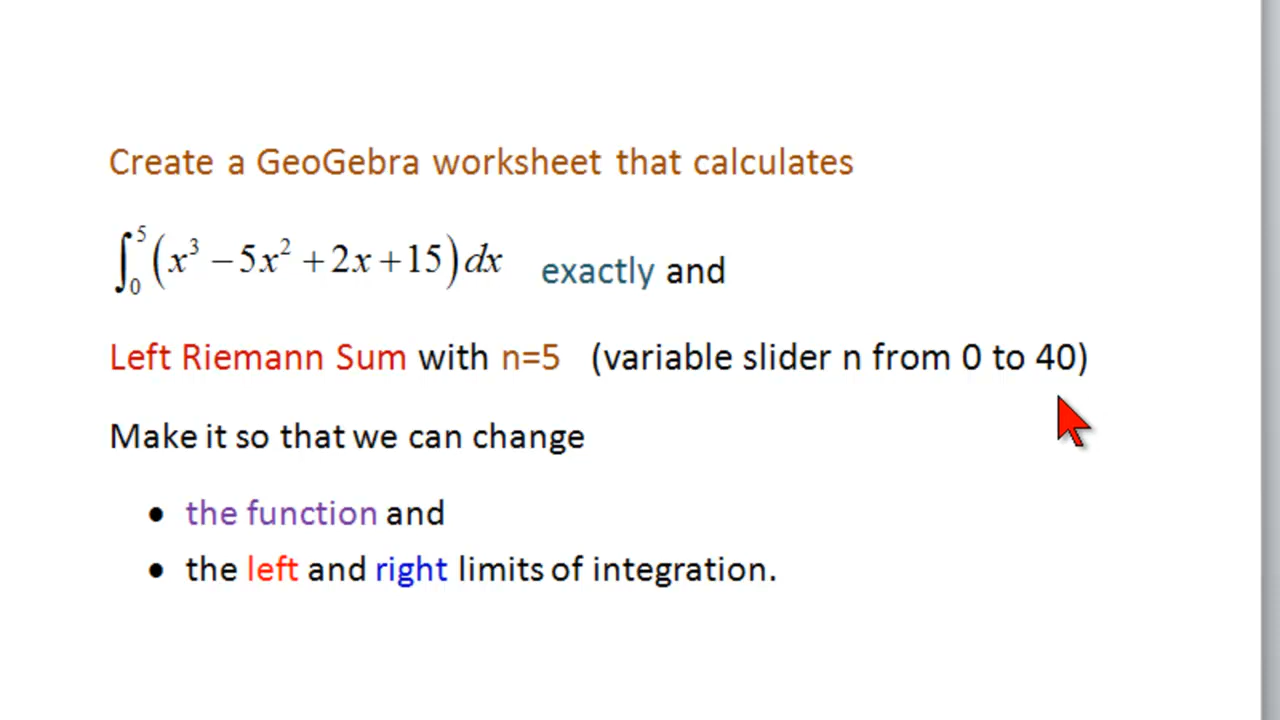 Create a GeoGebra worksheet that calculates
∫₀⁵(x³ − 5x² + 2x + 15)dx exactly and
Left Riemann Sum with n=5 (variable slider n from 0 to 40)
Make it so that we can change
• the function and
• the left and right limits of integration.